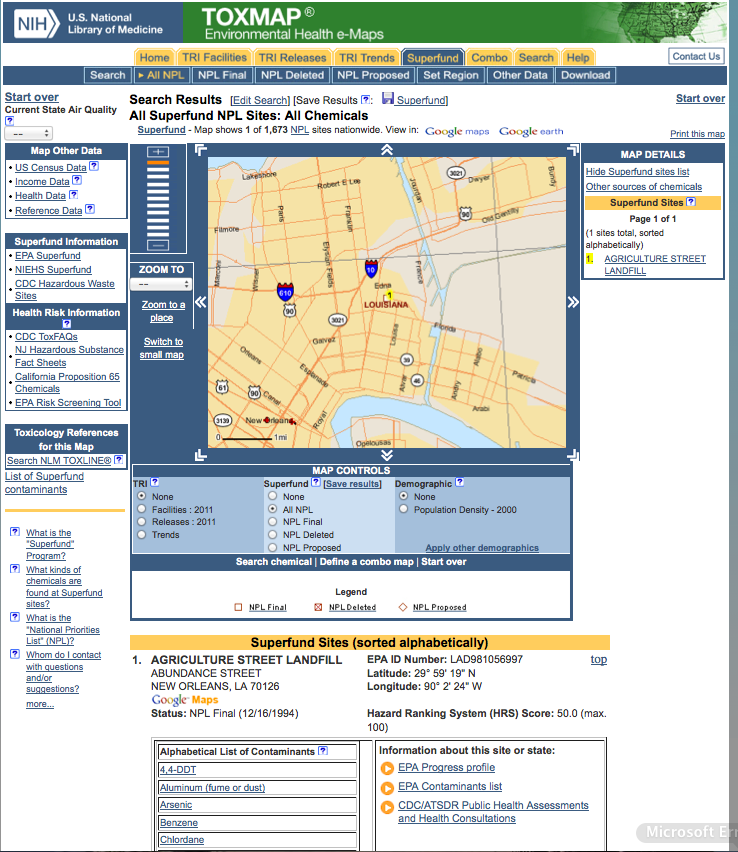 NIH U.S. National
Library of Medicine
TOXMAP®
Environmental Health e-Maps
Home TRI Facilities TRI Releases TRI Trends Superfund Combo Search Help
Contact Us
Search ▸ All NPL NPL Final NPL Deleted NPL Proposed Set Region Other Data Download
Start over
Current State Air Quality
?
--
Map Other Data
• US Census Data ?
• Income Data ?
• Health Data ?
• Reference Data ?
Superfund Information
• EPA Superfund
• NIEHS Superfund
• CDC Hazardous Waste
Sites
Health Risk Information
?
• CDC ToxFAQs
• NJ Hazardous Substance
Fact Sheets
• California Proposition 65
Chemicals
• EPA Risk Screening Tool
Toxicology References
for this Map
Search NLM TOXLINE® ?
List of Superfund
contaminants
? What is the
"Superfund"
Program?
? What kinds of
chemicals are
found at Superfund
sites?
? What is the
"National Priorities
List" (NPL)?
? Whom do I contact
with questions
and/or
suggestions?
more...
Search Results [Edit Search] [Save Results ?: Superfund]
Start over
All Superfund NPL Sites: All Chemicals
Superfund - Map shows 1 of 1,673 NPL sites nationwide. View in: Google maps Google earth
Print this map
ZOOM TO
--
Zoom to a
place
Switch to
small map
Lakeshore
Robert E Lee
Jourdan
3021
Dwyer
Bundy
Paris
Franklin
90
Old Gentilly
Filmore
Elysian Fields
Marconi
Wisner
10
France
610
Edna
1
LOUISIANA
90
3021
Florida
Galvez
Louisa
Orleans
39
Esplanade
Alvar
46
Andry
Aubin
Patricia
61
90
Canal
Royal
Arabi
3139
New Orleans
0 1mi
Opelousas
MAP DETAILS
Hide Superfund sites list
Other sources of chemicals
Superfund Sites ?
Page 1 of 1
(1 sites total, sorted
alphabetically)
1. AGRICULTURE STREET
LANDFILL
MAP CONTROLS
TRI ?
None
Facilities : 2011
Releases : 2011
Trends
Superfund ? [Save results]
None
All NPL
NPL Final
NPL Deleted
NPL Proposed
Demographic ?
None
Population Density - 2000
Apply other demographics
Search chemical | Define a combo map | Start over
Legend
NPL Final NPL Deleted NPL Proposed
Superfund Sites (sorted alphabetically)
1. AGRICULTURE STREET LANDFILL
ABUNDANCE STREET
NEW ORLEANS, LA 70126
Google Maps
Status: NPL Final (12/16/1994)
EPA ID Number: LAD981056997
top
Latitude: 29° 59' 19" N
Longitude: 90° 2' 24" W
Hazard Ranking System (HRS) Score: 50.0 (max.
100)
Alphabetical List of Contaminants ?
4,4-DDT
Aluminum (fume or dust)
Arsenic
Benzene
Chlordane
Information about this site or state:
EPA Progress profile
EPA Contaminants list
CDC/ATSDR Public Health Assessments
and Health Consultations
Microsoft Er